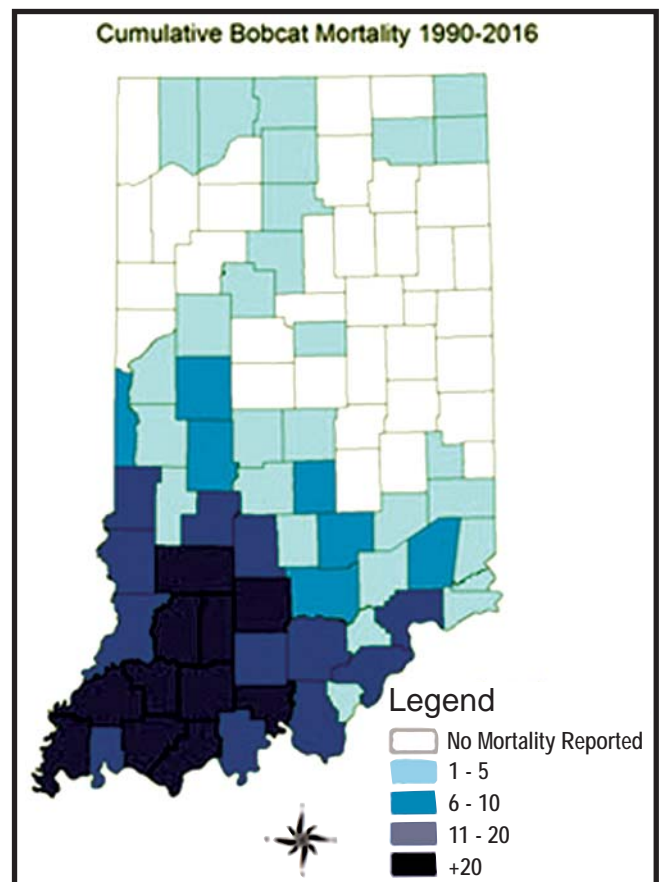 Cumulative Bobcat Mortality 1990-2016
Legend
No Mortality Reported
1 - 5
6 - 10
11 - 20
+20